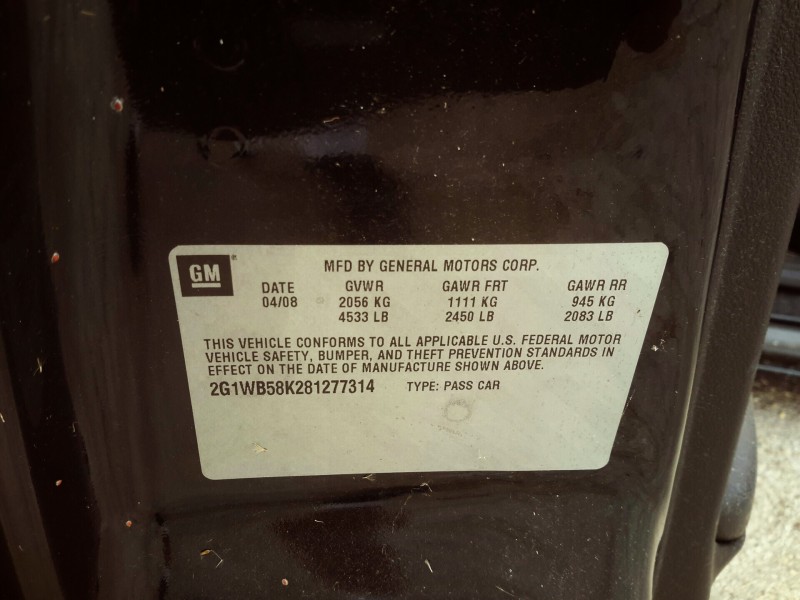 GM ® MFD BY GENERAL MOTORS CORP.
DATE GVWR GAWR FRT GAWR RR
04/08 2056 KG 1111 KG 945 KG
4533 LB 2450 LB 2083 LB
THIS VEHICLE CONFORMS TO ALL APPLICABLE U.S. FEDERAL MOTOR
VEHICLE SAFETY, BUMPER, AND THEFT PREVENTION STANDARDS IN
EFFECT ON THE DATE OF MANUFACTURE SHOWN ABOVE.
2G1WB58K281277314 TYPE: PASS CAR